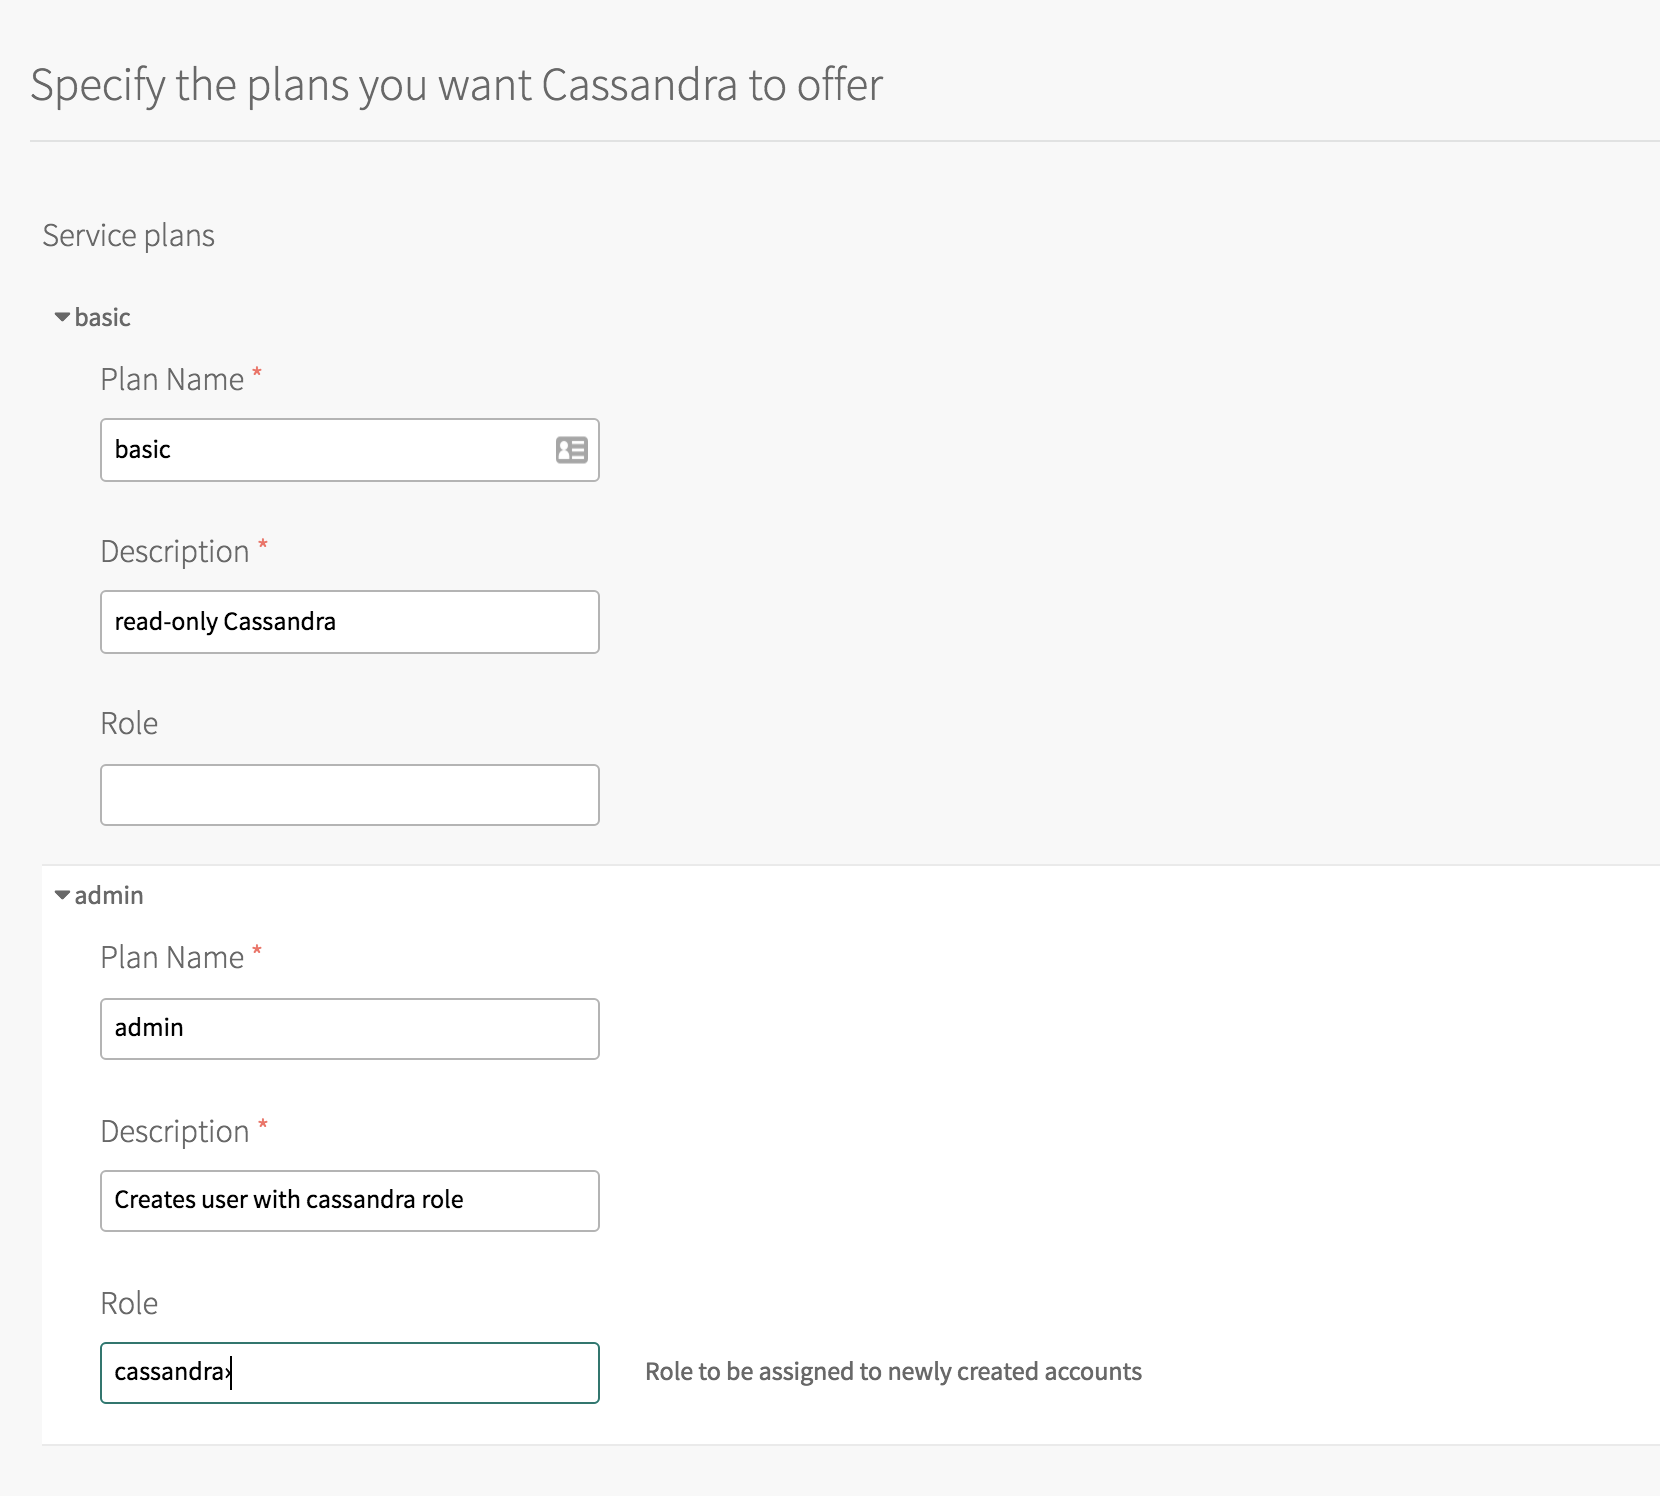 Specify the plans you want Cassandra to offer
Service plans
basic
Plan Name *
basic
Description *
read-only Cassandra
Role
admin
Plan Name *
admin
Description *
Creates user with cassandra role
Role
cassandra
Role to be assigned to newly created accounts